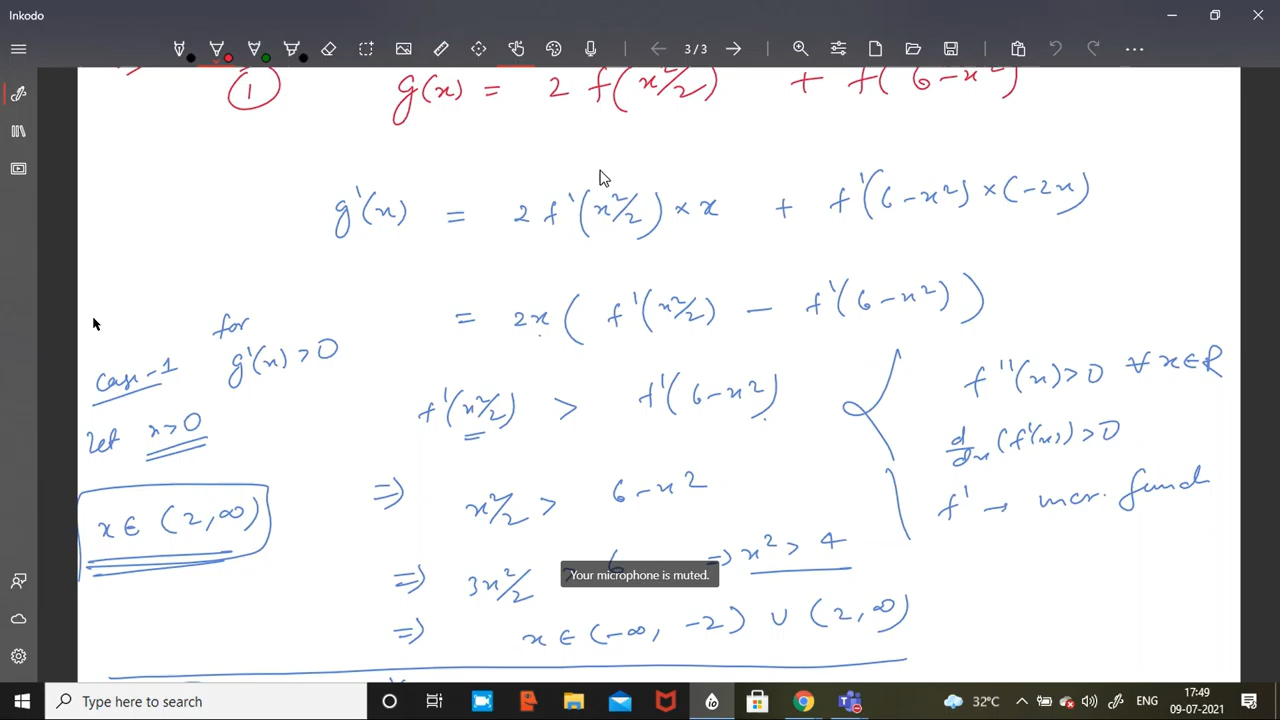 Inkodo
3/3
① g(x) = 2 f(x²/2) + f(6-x²)
g'(x) = 2 f'(x²/2) × x + f'(6-x²) × (-2x)
= 2x ( f'(x²/2) - f'(6-x²) )
for
Case-1 g'(x) > 0
f'(x²/2) > f'(6-x²)
f''(x) > 0 ∀ x ∈ R
let x>0
d/dx (f'(x)) > 0
⇒ x²/2 > 6-x²
f' → incr. funcn
x ∈ (2, ∞)
⇒ 3x²/2 > 6 ⇒ x² > 4
Your microphone is muted.
⇒ x ∈ (-∞, -2) ∪ (2, ∞)
Type here to search
32°C
ENG
17:49
09-07-2021